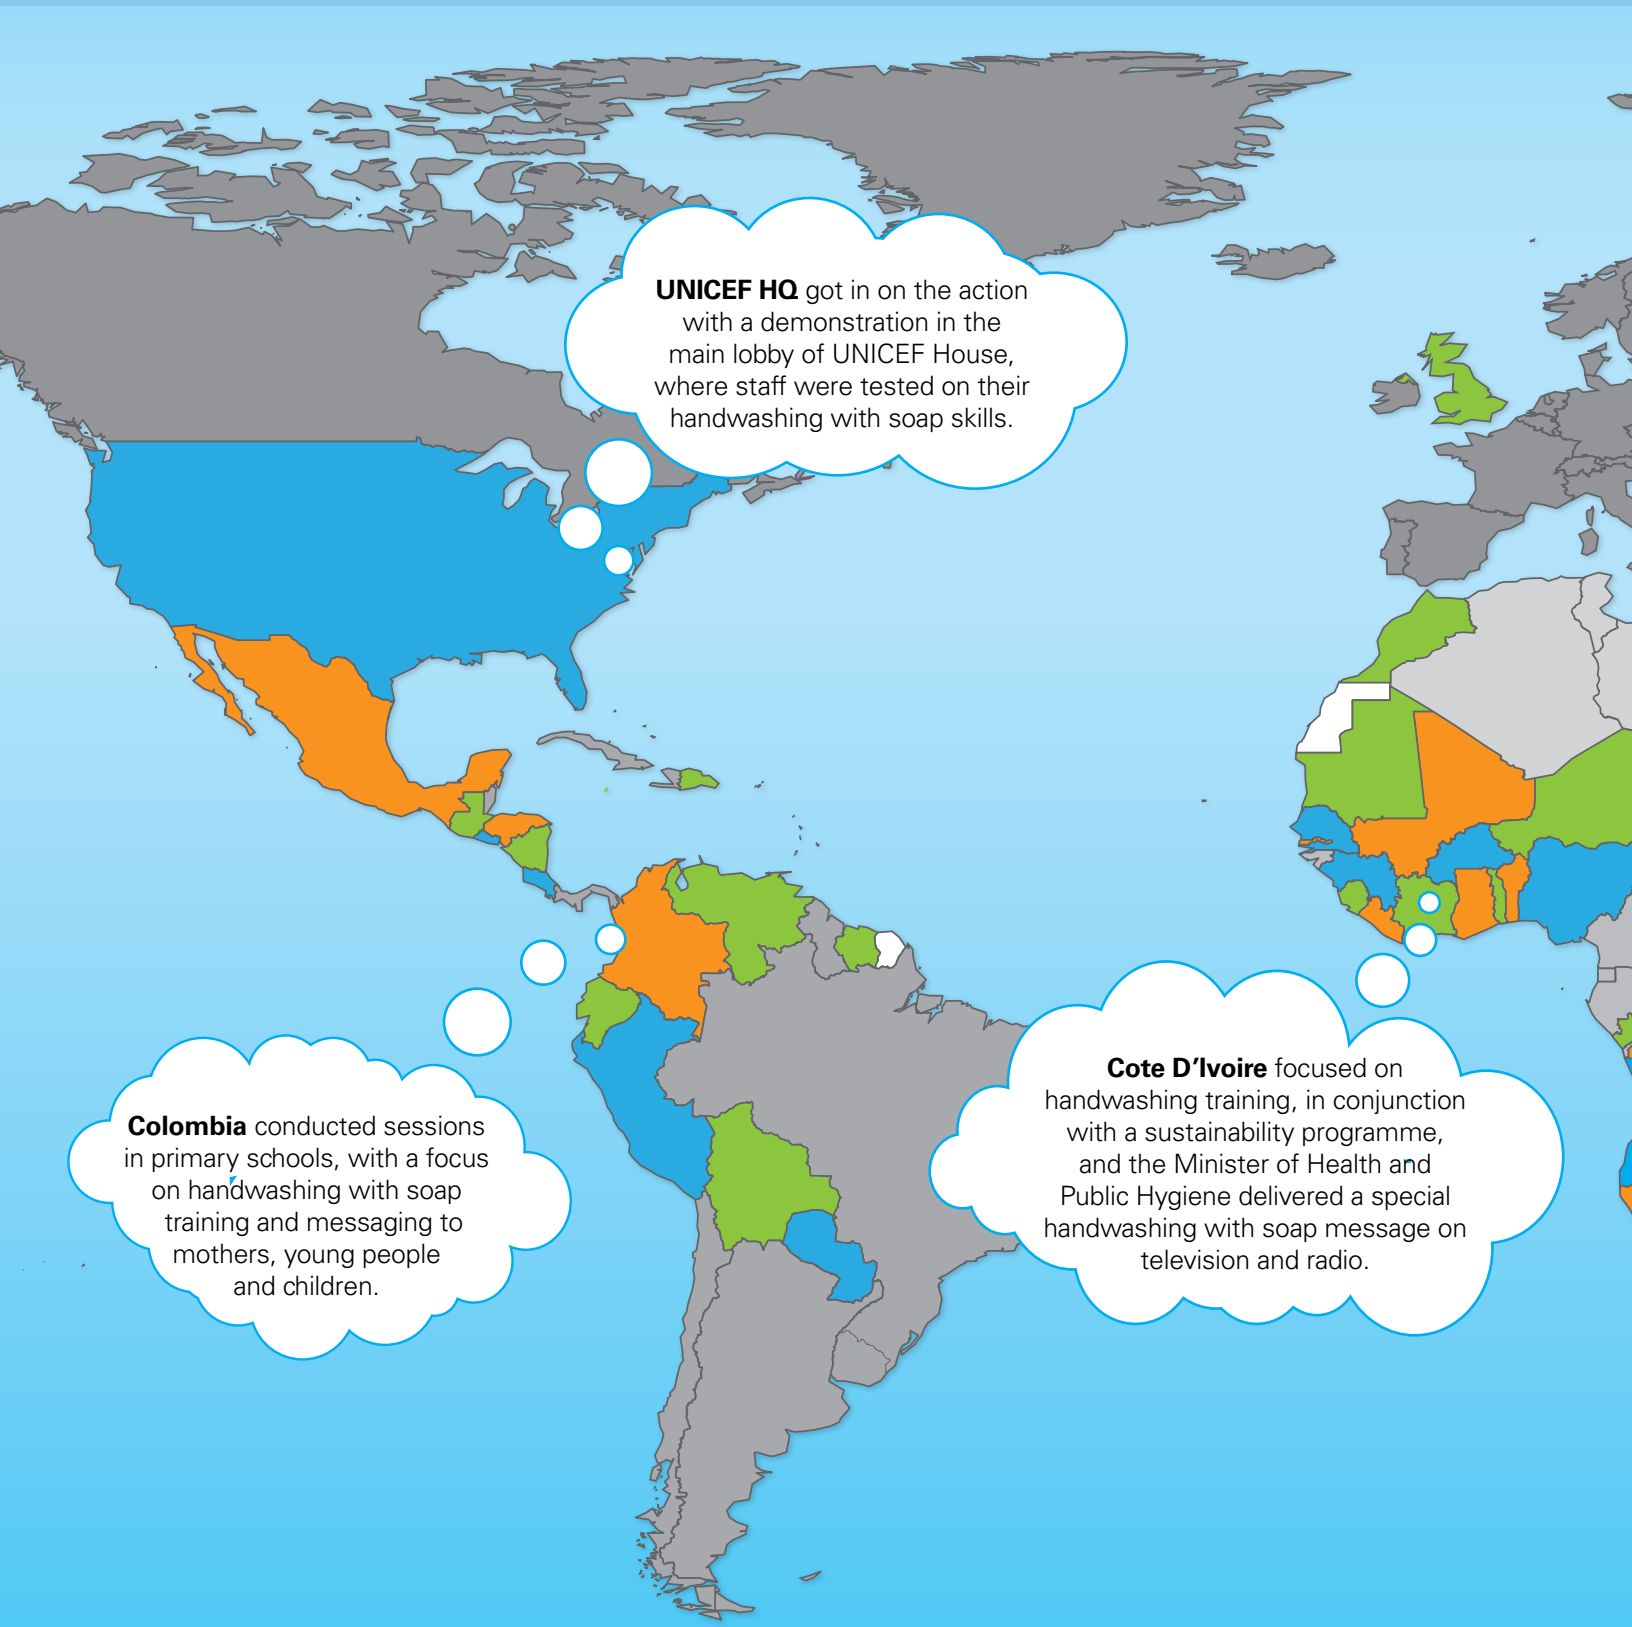 UNICEF HQ got in on the action
with a demonstration in the
main lobby of UNICEF House,
where staff were tested on their
handwashing with soap skills.
Colombia conducted sessions
in primary schools, with a focus
on handwashing with soap
training and messaging to
mothers, young people
and children.
Cote D'Ivoire focused on
handwashing training, in conjunction
with a sustainability programme,
and the Minister of Health and
Public Hygiene delivered a special
handwashing with soap message on
television and radio.